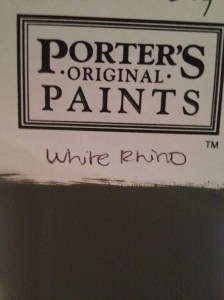 PORTER'S
·ORIGINAL·
PAINTS
TM
White Rhino